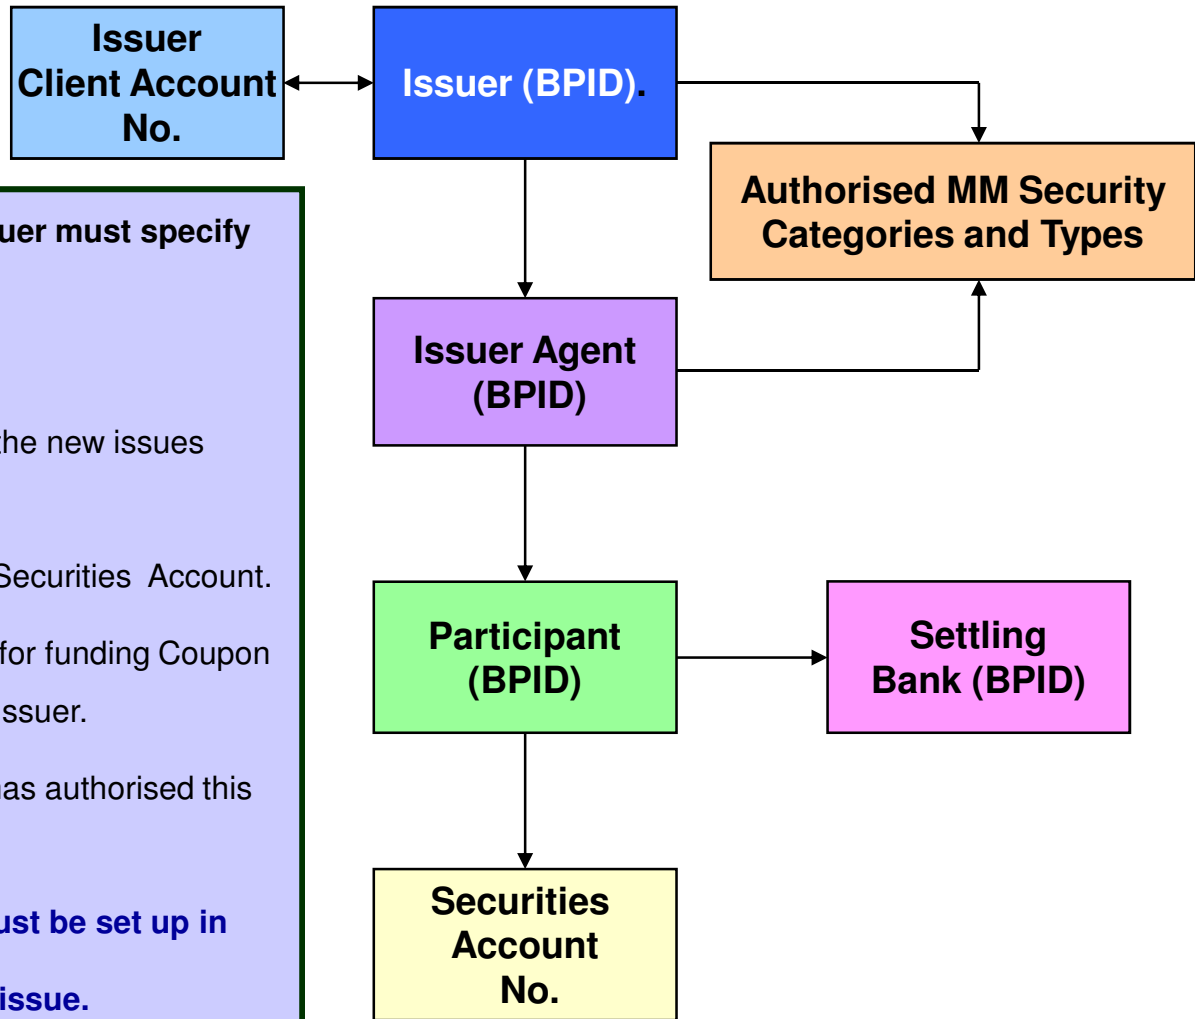 Issuer
Client Account
No.
Issuer (BPID).
Authorised MM Security
Categories and Types
Issuer Agent
(BPID)
Participant
(BPID)
Settling
Bank (BPID)
Securities
Account
No.
must specify
the new issues
Securities Account.
for funding Coupon
ssuer.
as authorised this
must be set up in
issue.